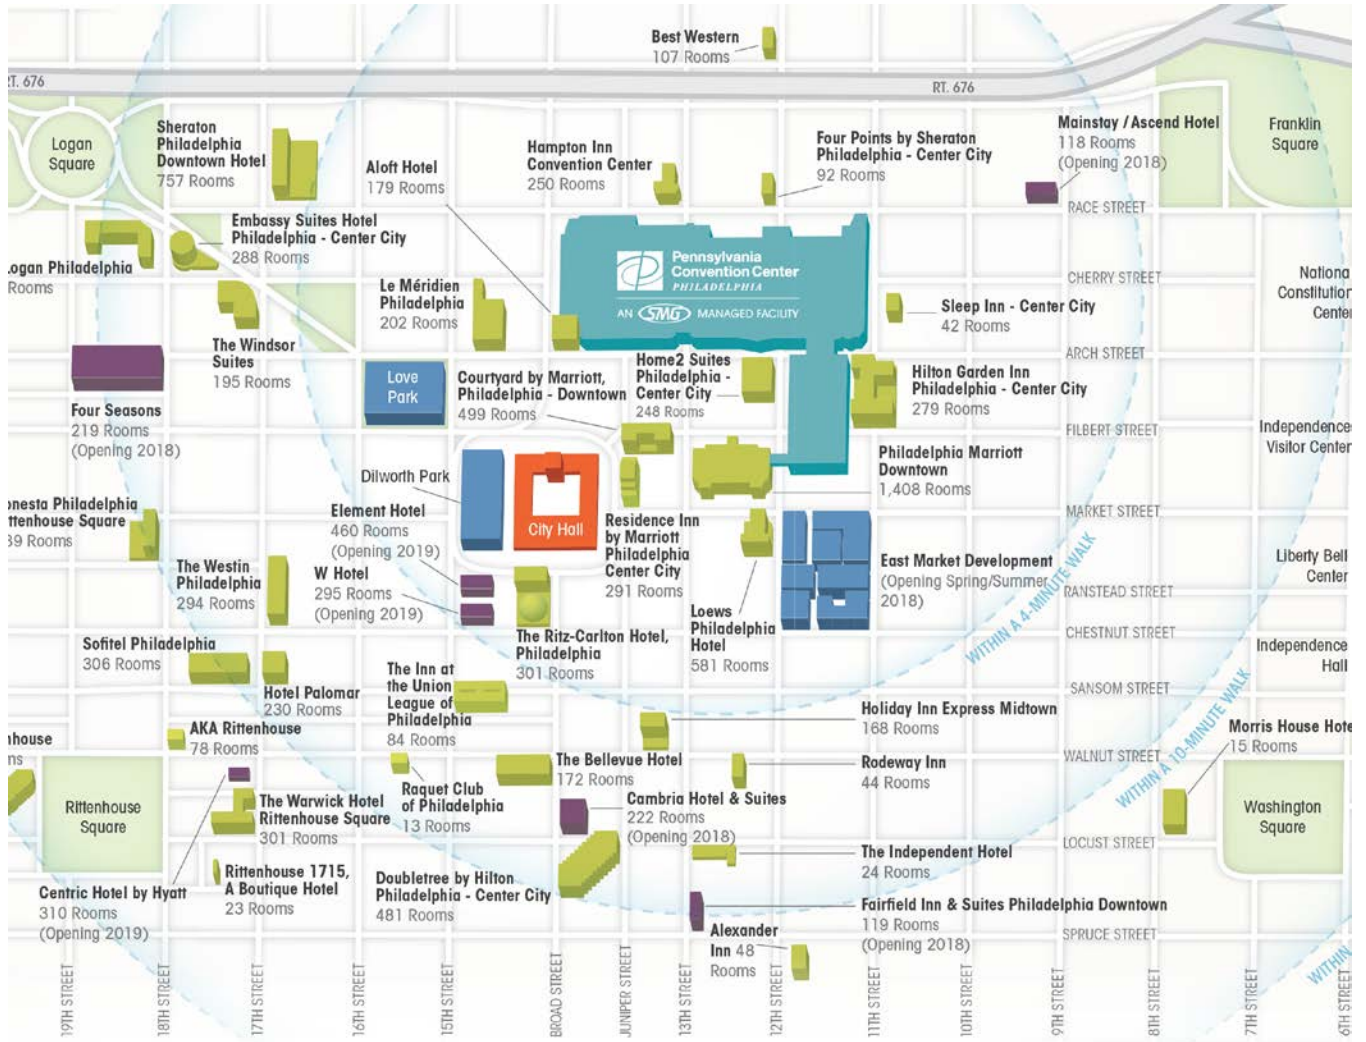 Best Western
107 Rooms
RT. 676
RT. 676
Logan
Square
Sheraton
Philadelphia
Downtown Hotel
757 Rooms
Aloft Hotel
179 Rooms
Hampton Inn
Convention Center
250 Rooms
Four Points by Sheraton
Philadelphia - Center City
92 Rooms
Mainstay / Ascend Hotel
118 Rooms
(Opening 2018)
Franklin
Square
RACE STREET
Embassy Suites Hotel
Philadelphia - Center City
288 Rooms
Logan Philadelphia
Rooms
Le Méridien
Philadelphia
202 Rooms
Pennsylvania
Convention Center
PHILADELPHIA
AN SMG MANAGED FACILITY
CHERRY STREET
Sleep Inn - Center City
42 Rooms
Nationa
Constitution
Center
The Windsor
Suites
195 Rooms
ARCH STREET
Four Seasons
219 Rooms
(Opening 2018)
Love
Park
Courtyard by Marriott,
Philadelphia - Downtown
499 Rooms
Home2 Suites
Philadelphia -
Center City
248 Rooms
Hilton Garden Inn
Philadelphia - Center City
279 Rooms
FILBERT STREET
Independence
Visitor Center
Dilworth Park
City Hall
Philadelphia Marriott
Downtown
1,408 Rooms
onesta Philadelphia
ttenhouse Square
39 Rooms
Element Hotel
460 Rooms
(Opening 2019)
Residence Inn
by Marriott
Philadelphia
Center City
291 Rooms
MARKET STREET
The Westin
Philadelphia
294 Rooms
W Hotel
295 Rooms
(Opening 2019)
East Market Development
(Opening Spring/Summer
2018)
WITHIN A 4-MINUTE WALK
Liberty Bell
Center
RANSTEAD STREET
Loews
Philadelphia
Hotel
581 Rooms
The Ritz-Carlton Hotel,
Philadelphia
301 Rooms
CHESTNUT STREET
Independence
Hall
Sofitel Philadelphia
306 Rooms
Hotel Palomar
230 Rooms
The Inn at
the Union
League of
Philadelphia
84 Rooms
SANSOM STREET
Holiday Inn Express Midtown
168 Rooms
WITHIN A 10-MINUTE WALK
Morris House Hote
15 Rooms
nhouse
ms
AKA Rittenhouse
78 Rooms
The Bellevue Hotel
172 Rooms
Rodeway Inn
44 Rooms
WALNUT STREET
Rittenhouse
Square
The Warwick Hotel
Rittenhouse Square
301 Rooms
Raquet Club
of Philadelphia
13 Rooms
Cambria Hotel & Suites
222 Rooms
(Opening 2018)
Washington
Square
LOCUST STREET
Centric Hotel by Hyatt
310 Rooms
(Opening 2019)
Rittenhouse 1715,
A Boutique Hotel
23 Rooms
Doubletree by Hilton
Philadelphia - Center City
481 Rooms
The Independent Hotel
24 Rooms
Fairfield Inn & Suites Philadelphia Downtown
119 Rooms
(Opening 2018)
Alexander
Inn 48
Rooms
SPRUCE STREET
WITHIN
19TH STREET
18TH STREET
17TH STREET
16TH STREET
15TH STREET
BROAD STREET
JUNIPER STREET
13TH STREET
12TH STREET
11TH STREET
10TH STREET
9TH STREET
8TH STREET
7TH STREET
6TH STREET